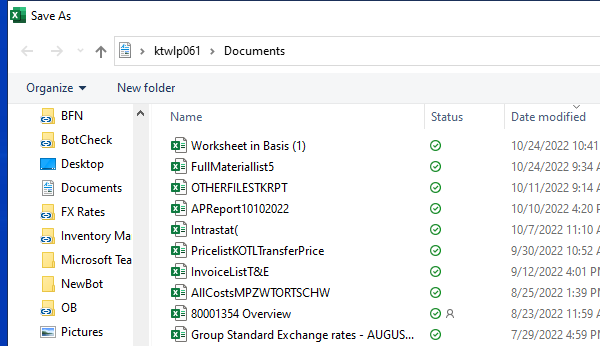 Save As
ktwlp061 > Documents
Organize New folder
BFN
BotCheck
Desktop
Documents
FX Rates
Inventory Ma
Microsoft Tea
NewBot
OB
Pictures
Name Status Date modified
Worksheet in Basis (1) 10/24/2022 10:41
FullMateriallist5 10/24/2022 9:34 A
OTHERFILESTKRPT 10/11/2022 9:14 A
APReport10102022 10/10/2022 4:20 P
Intrastat( 10/7/2022 11:10 A
PricelistKOTLTransferPrice 9/30/2022 10:52 A
InvoiceListT&E 9/12/2022 4:01 PM
AllCostsMPZWTORTSCHW 8/25/2022 1:39 PM
80001354 Overview 8/23/2022 11:59 A
Group Standard Exchange rates - AUGUS... 7/29/2022 4:59 PM